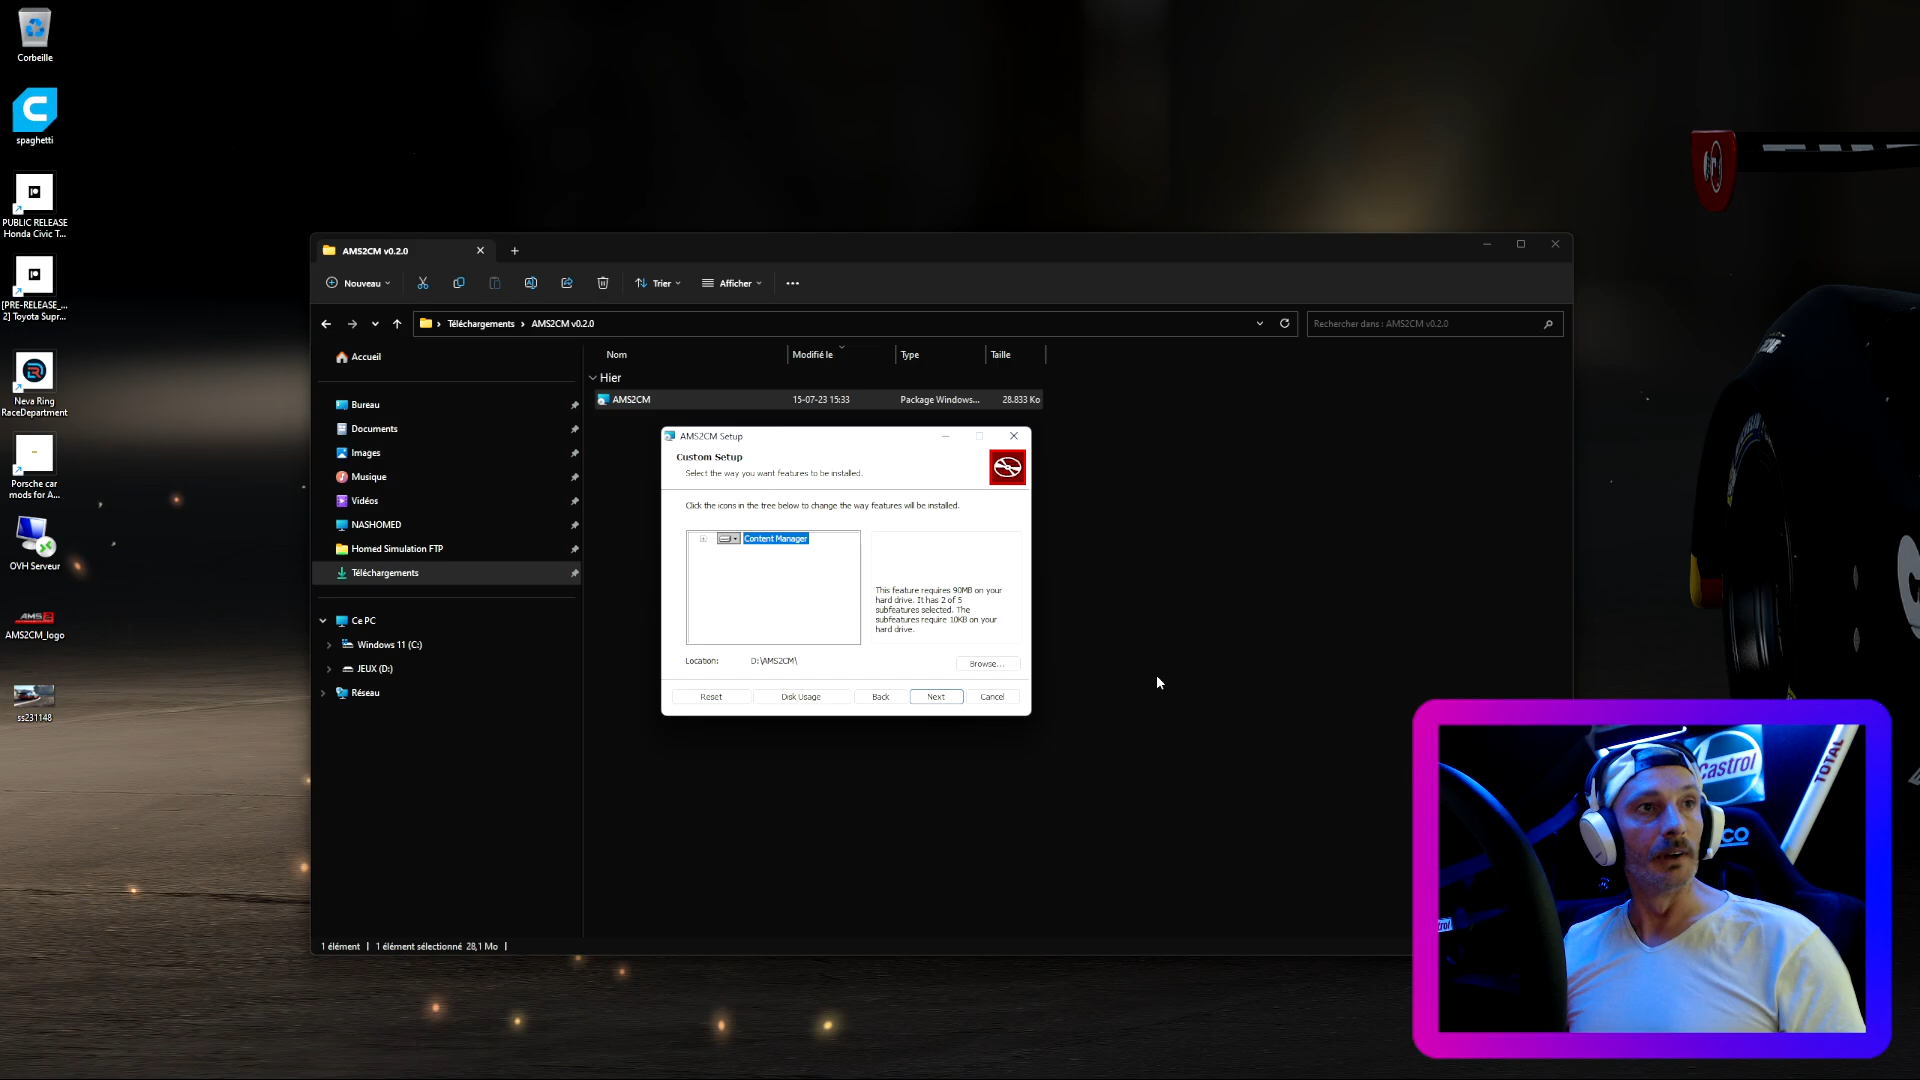 Corbeille
spaghetti
PUBLIC RELEASE
Honda Civic T...
[PRE-RELEASE_...
2] Toyota Supr...
Neva Ring
RaceDepartment
Porsche car
mods for A...
OVH Serveur
AMS2CM_logo
ss231148
AMS2CM v0.2.0
Nouveau
Trier
Afficher
Téléchargements
AMS2CM v0.2.0
Rechercher dans : AMS2CM v0.2.0
Accueil
Bureau
Documents
Images
Musique
Vidéos
NASHOMED
Homed Simulation FTP
Téléchargements
Ce PC
Windows 11 (C:)
JEUX (D:)
Réseau
Nom
Modifié le
Type
Taille
Hier
AMS2CM
15-07-23 15:33
Package Windows...
28.833 Ko
AMS2CM Setup
Custom Setup
Select the way you want features to be installed.
Click the icons in the tree below to change the way features will be installed.
Content Manager
This feature requires 90MB on your
hard drive. It has 2 of 5
subfeatures selected. The
subfeatures require 10KB on your
hard drive.
Location:
D:\AMS2CM\
Browse...
Reset
Disk Usage
Back
Next
Cancel
1 élément
1 élément sélectionné 28,1 Mo
Castrol
TOTAL